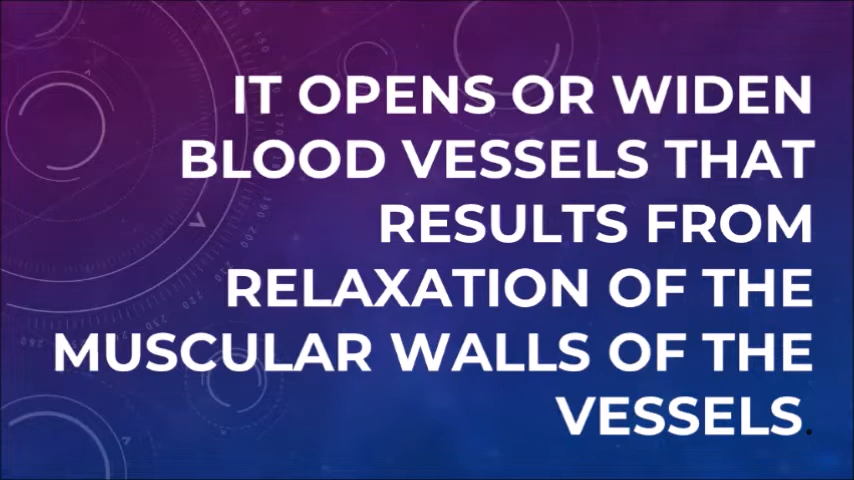 IT OPENS OR WIDEN
BLOOD VESSELS THAT
RESULTS FROM
RELAXATION OF THE
MUSCULAR WALLS OF THE
VESSELS.